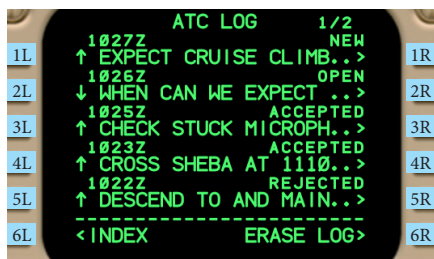 ATC LOG 1/2
1027Z NEW
1L ↑ EXPECT CRUISE CLIMB..> 1R
1026Z OPEN
2L ↓ WHEN CAN WE EXPECT ..> 2R
1025Z ACCEPTED
3L ↑ CHECK STUCK MICROPH..> 3R
1023Z ACCEPTED
4L ↑ CROSS SHEBA AT 1110..> 4R
1022Z REJECTED
5L ↑ DESCEND TO AND MAIN..> 5R
------------------------
6L <INDEX ERASE LOG> 6R